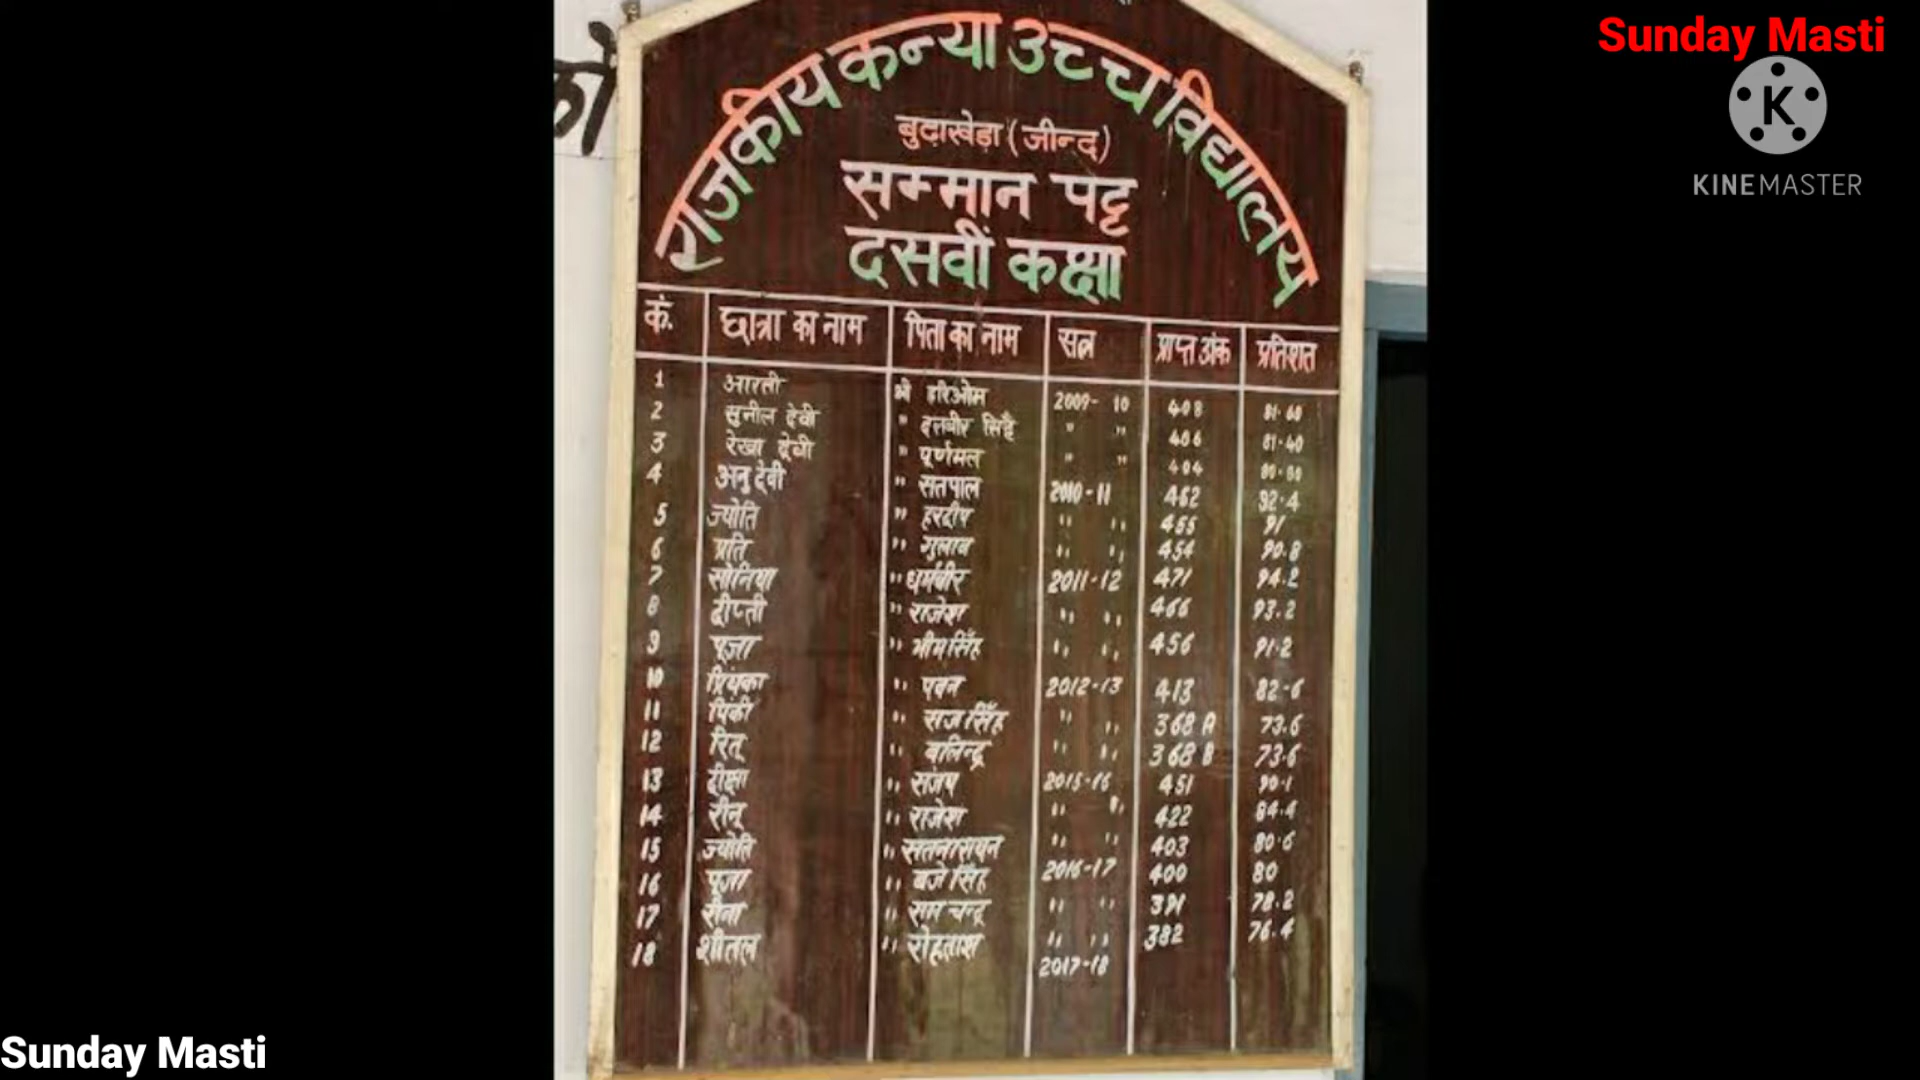 Sunday Masti
KINEMASTER
को
राजकीय कन्या उच्च विद्यालय
बुढ़ाखेड़ा (जीन्द)
सम्मान पट्ट
दसवीं कक्षा
कं. छात्रा का नाम पिता का नाम सत्र प्राप्त अंक प्रतिशत
1 आरती श्री हरिओम 2009-10 408 81.60
2 सुनील देवी " दलबीर सिहँ " " 406 81.40
3 रेखा देवी " पूर्णमल " " 404 80.80
4 अनु देवी " सतपाल 2010-11 462 92.4
5 ज्योति " हरदीप " " 455 91
6 प्रति " गुलाब " " 454 90.8
7 सोनिया " धर्मबीर 2011-12 471 94.2
8 दीप्ती " राजेश " " 466 93.2
9 पूजा " भीमसिँह " " 456 91.2
10 प्रियंका " पवन 2012-13 413 82.6
11 पिंकी " राज सिँह " " 368 A 73.6
12 रितू " बलिन्द्र " " 368 B 73.6
13 दीक्षा " संजय 2015-16 451 90.1
14 रीनू " राजेश " " 422 84.4
15 ज्योति " सतनारायन " " 403 80.6
16 पूजा " बजे सिँह 2016-17 400 80
17 रीना " राम चन्द्र " " 391 78.2
18 शीतल " रोहताश " " 382 76.4
2017-18
Sunday Masti